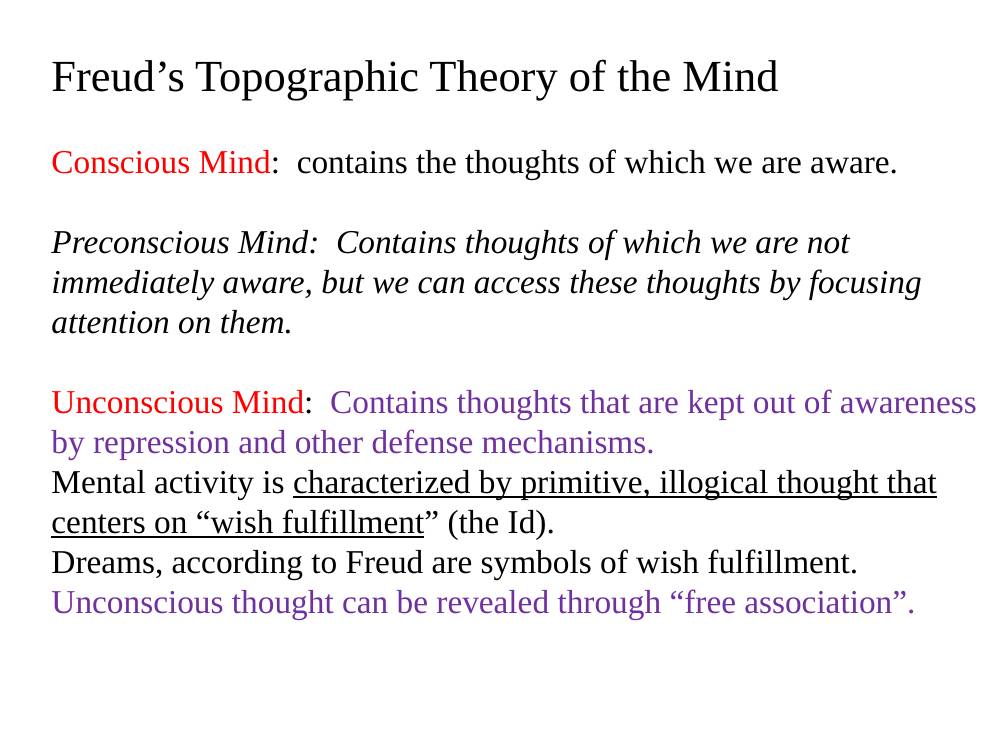 Freud’s Topographic Theory of the Mind
Conscious Mind:  contains the thoughts of which we are aware.
Preconscious Mind:  Contains thoughts of which we are not
immediately aware, but we can access these thoughts by focusing
attention on them.
Unconscious Mind:  Contains thoughts that are kept out of awareness
by repression and other defense mechanisms.
Mental activity is characterized by primitive, illogical thought that
centers on “wish fulfillment” (the Id).
Dreams, according to Freud are symbols of wish fulfillment.
Unconscious thought can be revealed through “free association”.